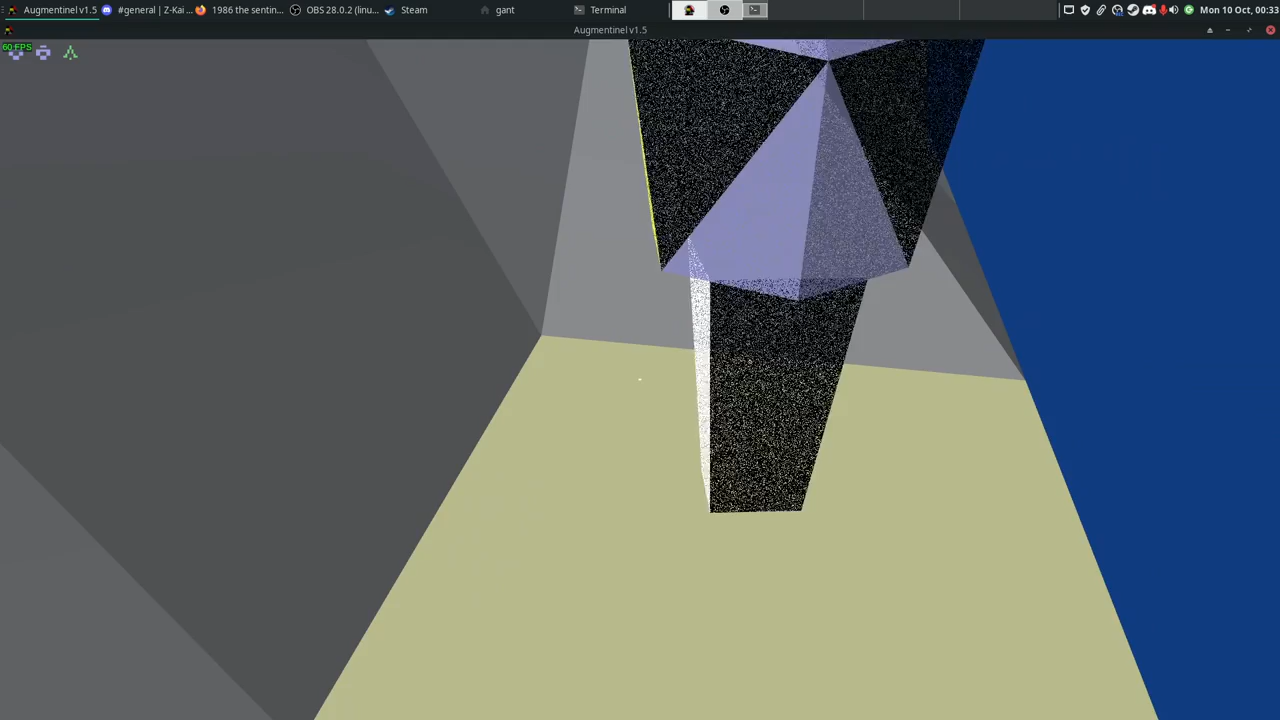 Augmentinel v1.5
#general | Z-Kai ...
1986 the sentin...
OBS 28.0.2 (linu...
Steam
gant
Terminal
Mon 10 Oct, 00:33
Augmentinel v1.5
60 FPS